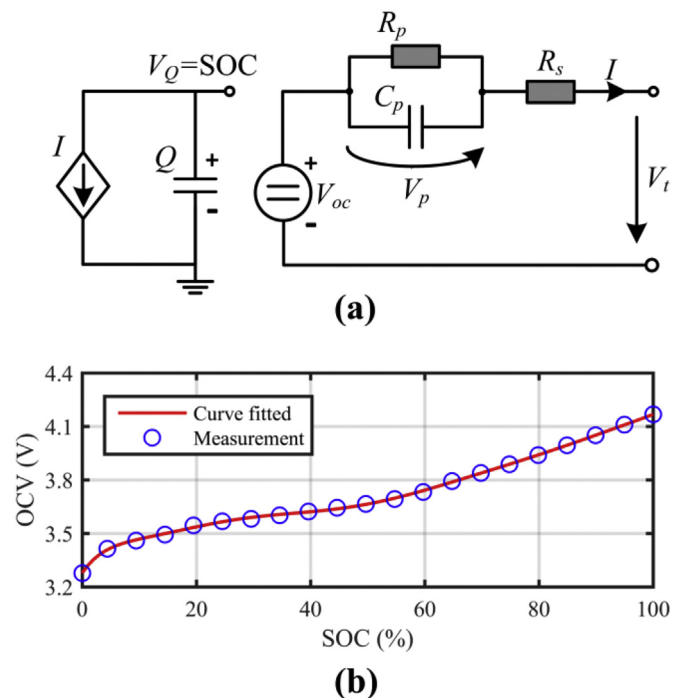 V_Q=SOC
I
Q
+
-
R_p
C_p
V_p
R_s
I
+
V_oc
-
V_t
(a)
4.4
4.1
3.8
3.5
3.2
OCV (V)
Curve fitted
Measurement
0 20 40 60 80 100
SOC (%)
(b)